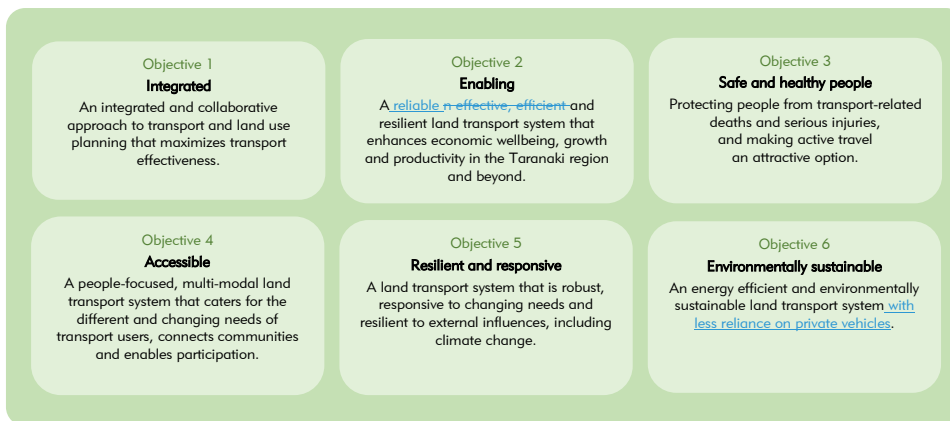 Objective 1
Integrated
An integrated and collaborative
approach to transport and land use
planning that maximizes transport
effectiveness.
Objective 2
Enabling
A reliable n effective, efficient and
resilient land transport system that
enhances economic wellbeing, growth
and productivity in the Taranaki region
and beyond.
Objective 3
Safe and healthy people
Protecting people from transport-related
deaths and serious injuries,
and making active travel
an attractive option.
Objective 4
Accessible
A people-focused, multi-modal land
transport system that caters for the
different and changing needs of
transport users, connects communities
and enables participation.
Objective 5
Resilient and responsive
A land transport system that is robust,
responsive to changing needs and
resilient to external influences, including
climate change.
Objective 6
Environmentally sustainable
An energy efficient and environmentally
sustainable land transport system with
less reliance on private vehicles.